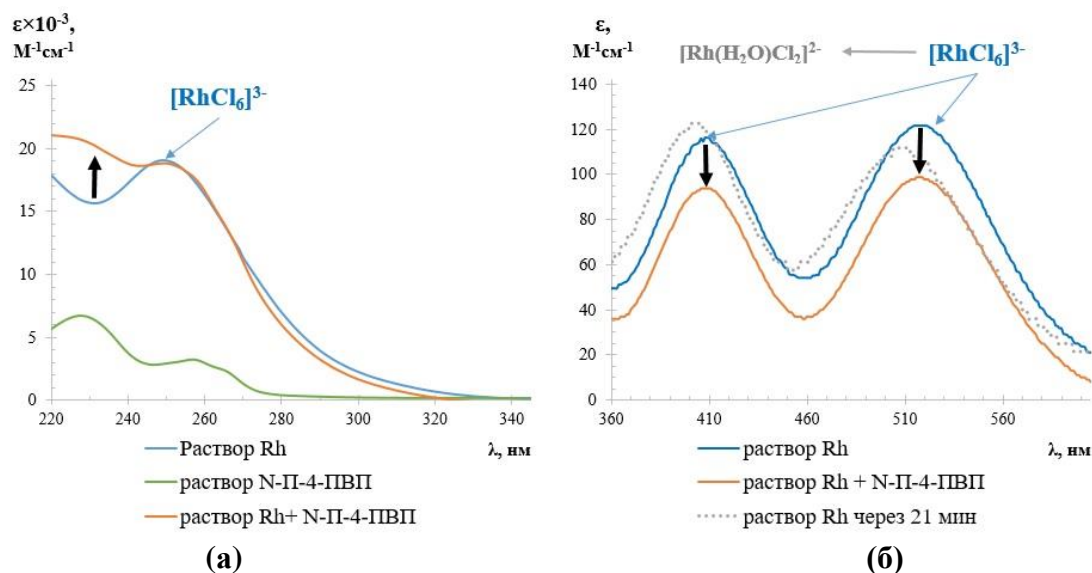 ε×10⁻³,
М⁻¹см⁻¹
[RhCl₆]³⁻
25
20
15
10
5
0
220 240 260 280 300 320 340
λ, нм
Раствор Rh
раствор N-П-4-ПВП
раствор Rh+ N-П-4-ПВП
(а)
ε,
М⁻¹см⁻¹
[Rh(H₂O)Cl₂]²⁻ [RhCl₆]³⁻
140
120
100
80
60
40
20
0
360 410 460 510 560
λ, нм
раствор Rh
раствор Rh + N-П-4-ПВП
раствор Rh через 21 мин
(б)